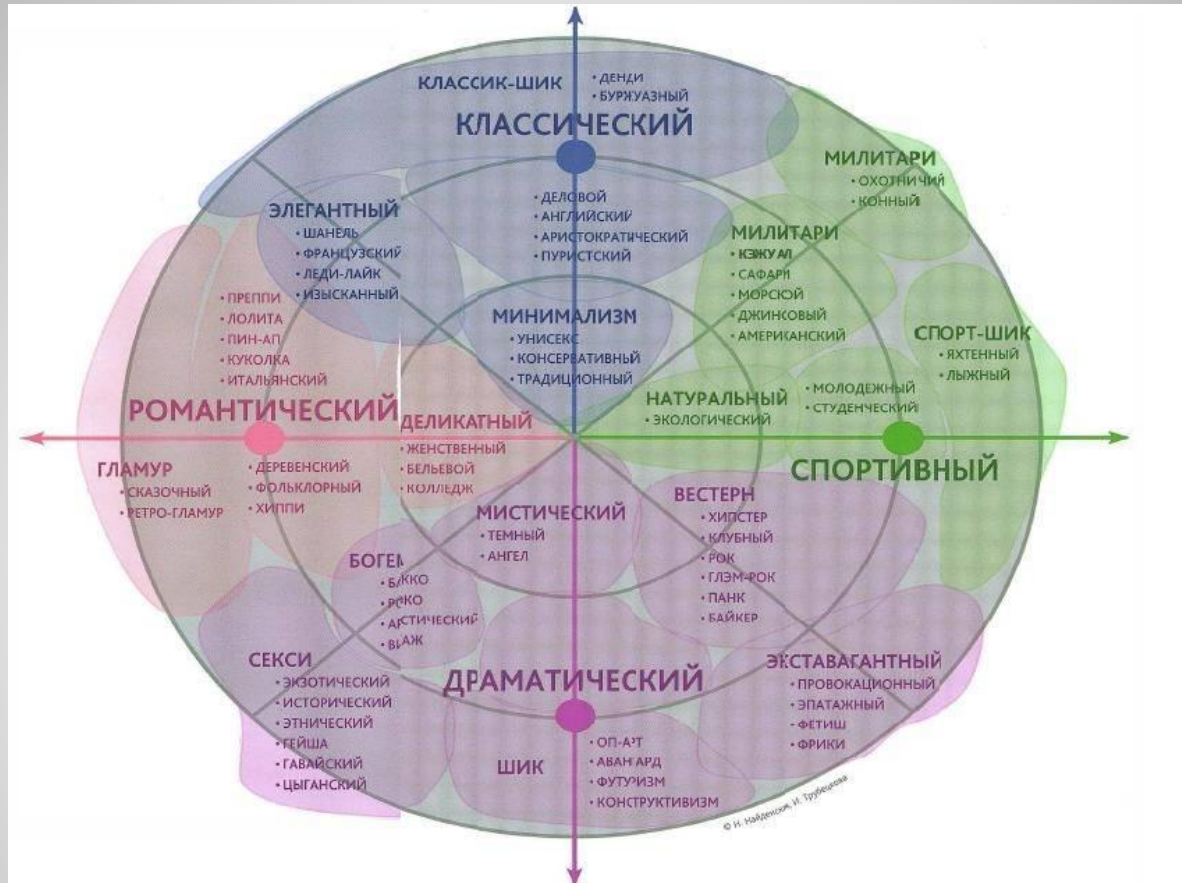 КЛАССИК-ШИК
• ДЕНДИ
• БУРЖУАЗНЫЙ
КЛАССИЧЕСКИЙ
• ДЕЛОВОЙ
• АНГЛИЙСКИЙ
• АРИСТОКРАТИЧЕСКИЙ
• ПУРИСТСКИЙ
ЭЛЕГАНТНЫЙ
• ШАНЕЛЬ
• ФРАНЦУЗСКИЙ
• ЛЕДИ-ЛАЙК
• ИЗЫСКАННЫЙ
МИЛИТАРИ
• ОХОТНИЧИЙ
• КОННЫЙ
МИЛИТАРИ
• КЭЖУАЛ
• САФАРИ
• МОРСКОЙ
• ДЖИНСОВЫЙ
• АМЕРИКАНСКИЙ
МИНИМАЛИЗМ
• УНИСЕКС
• КОНСЕРВАТИВНЫЙ
• ТРАДИЦИОННЫЙ
СПОРТ-ШИК
• ЯХТЕННЫЙ
• ЛЫЖНЫЙ
• ПРЕППИ
• ЛОЛИТА
• ПИН-АП
• КУКОЛКА
• ИТАЛЬЯНСКИЙ
РОМАНТИЧЕСКИЙ
ДЕЛИКАТНЫЙ
• ЖЕНСТВЕННЫЙ
• БЕЛЬЕВОЙ
• КОЛЛЕДЖ
НАТУРАЛЬНЫЙ
• ЭКОЛОГИЧЕСКИЙ
• МОЛОДЕЖНЫЙ
• СТУДЕНЧЕСКИЙ
СПОРТИВНЫЙ
ГЛАМУР
• СКАЗОЧНЫЙ
• РЕТРО-ГЛАМУР
• ДЕРЕВЕНСКИЙ
• ФОЛЬКЛОРНЫЙ
• ХИППИ
МИСТИЧЕСКИЙ
• ТЕМНЫЙ
• АНГЕЛ
ВЕСТЕРН
• ХИПСТЕР
• КЛУБНЫЙ
• РОК
• ГЛЭМ-РОК
• ПАНК
• БАЙКЕР
СЕКСИ
• ЭКЗОТИЧЕСКИЙ
• ИСТОРИЧЕСКИЙ
• ЭТНИЧЕСКИЙ
• ГЕЙША
• ГАВАЙСКИЙ
• ЦЫГАНСКИЙ
ДРАМАТИЧЕСКИЙ
ШИК
• ОП-АРТ
• АВАНГАРД
• ФУТУРИЗМ
• КОНСТРУКТИВИЗМ
ЭКСТАВАГАНТНЫЙ
• ПРОВОКАЦИОННЫЙ
• ЭПАТАЖНЫЙ
• ФЕТИШ
• ФРИКИ
© Н. Найденская, И. Трубецкова